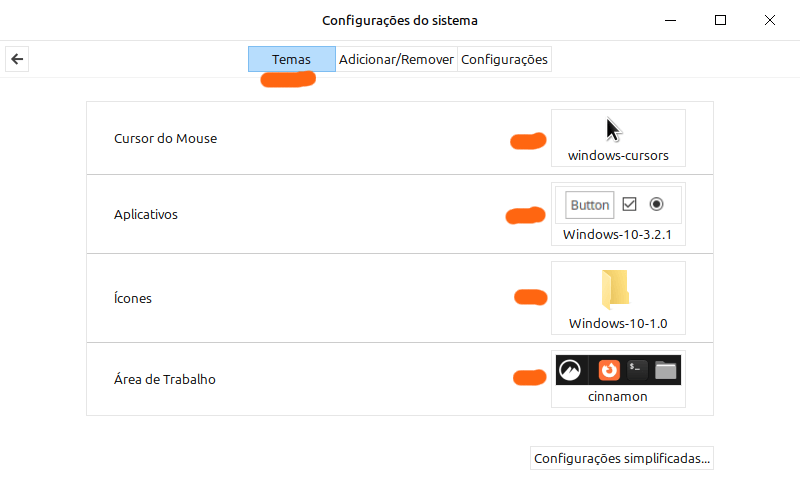 Configurações do sistema
Temas
Adicionar/Remover
Configurações
Cursor do Mouse
windows-cursors
Aplicativos
Button
Windows-10-3.2.1
Ícones
Windows-10-1.0
Área de Trabalho
$_
cinnamon
Configurações simplificadas...